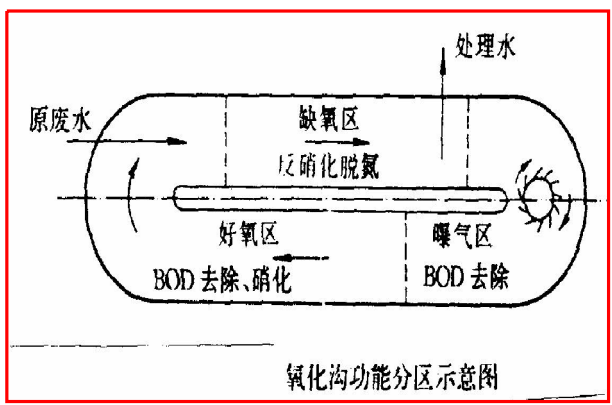 处理水
原废水
缺氧区
反硝化脱氮
好氧区
曝气区
BOD去除、硝化
BOD去除
氧化沟功能分区示意图